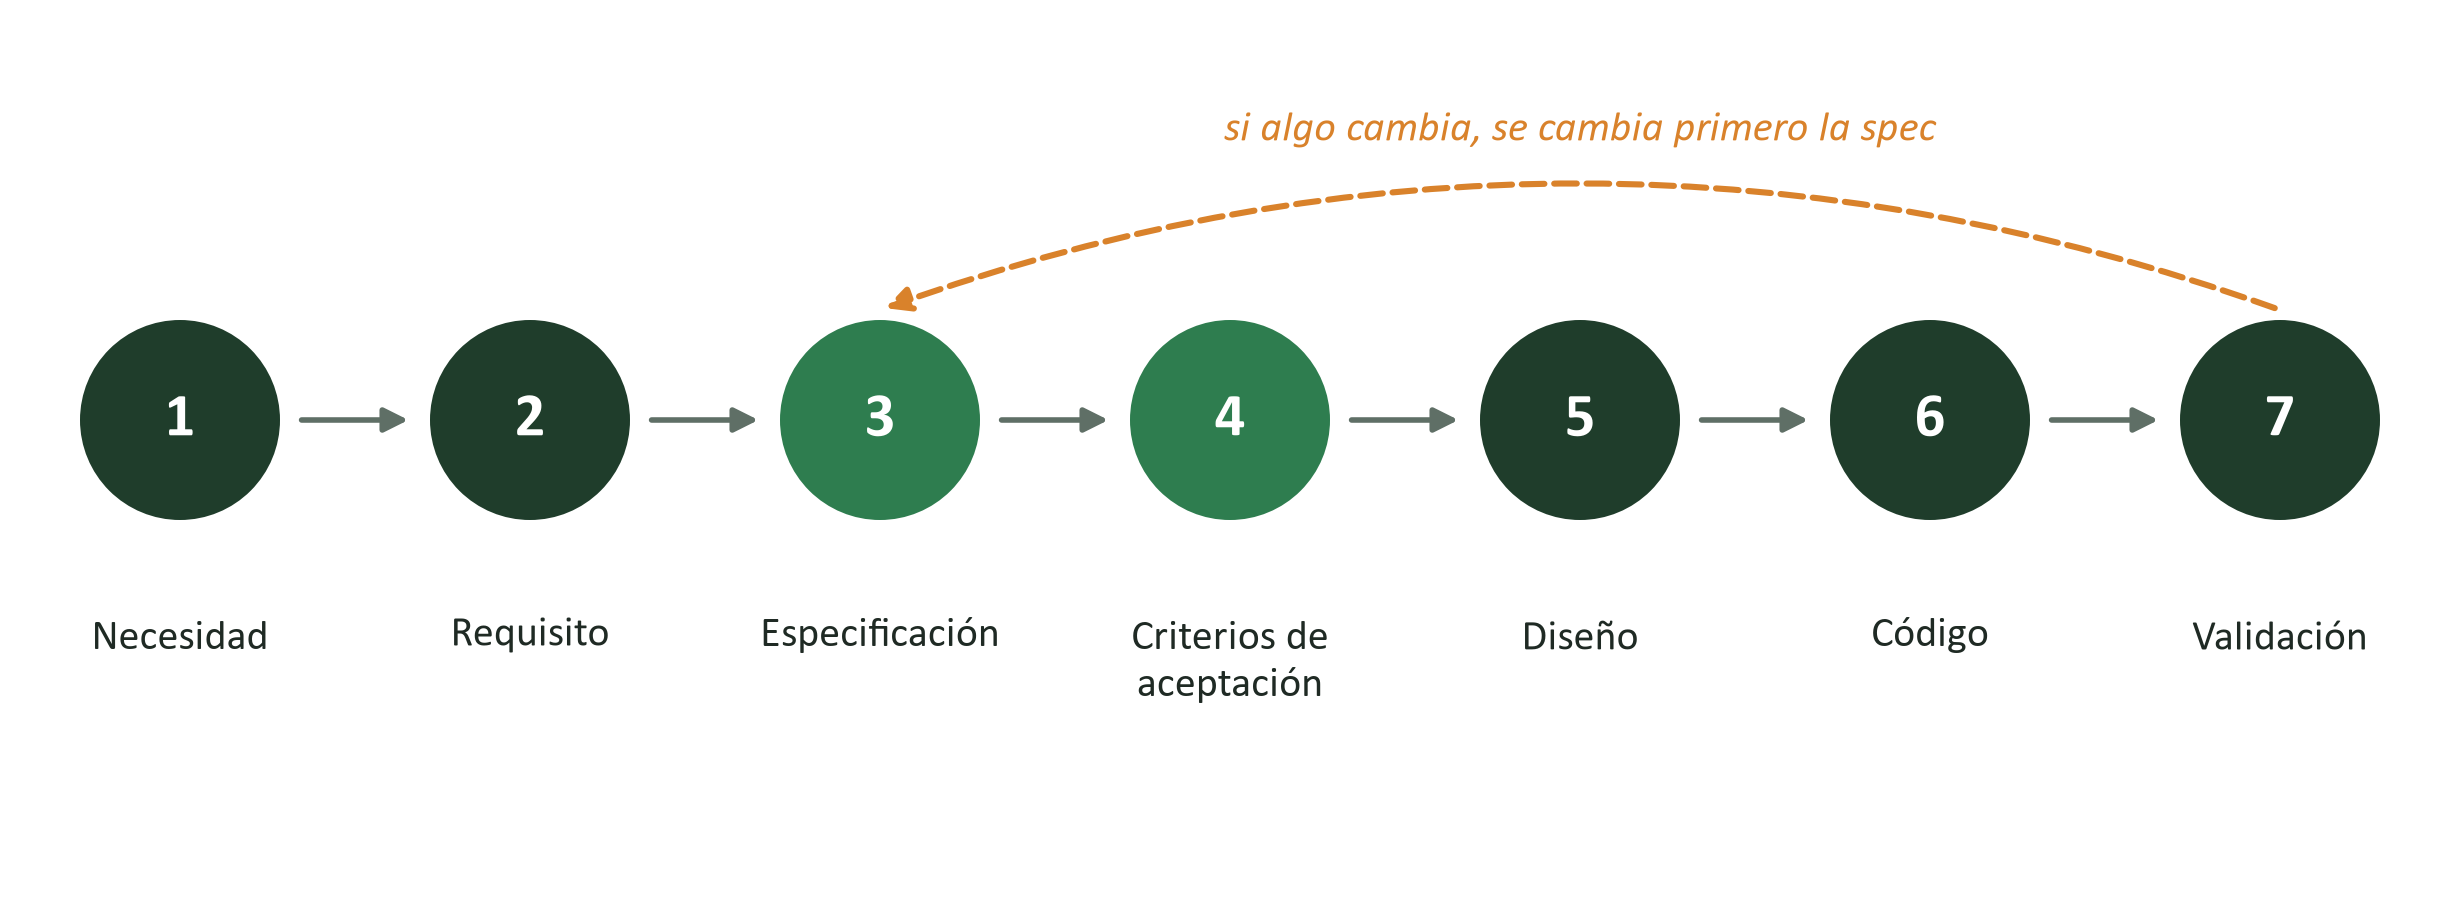 si algo cambia, se cambia primero la spec
1
2
3
4
5
6
7
Necesidad
Requisito
Especificación
Criterios de
aceptación
Diseño
Código
Validación